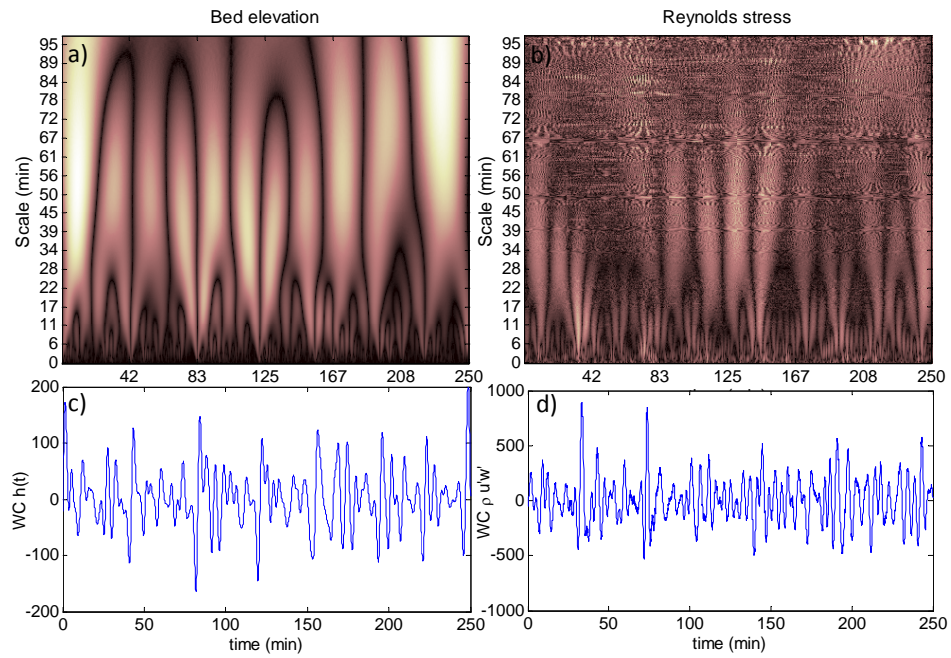 Bed elevation
Reynolds stress
a)
b)
Scale (min)
95
89
84
78
72
67
61
56
50
45
39
34
28
22
17
11
6
0
42 83 125 167 208 250
Scale (min)
95
89
84
78
72
67
61
56
50
45
39
34
28
22
17
11
6
0
42 83 125 167 208 250
c)
WC h(t)
200
100
0
-100
-200
0 50 100 150 200 250
time (min)
d)
WC ρ u'w'
1000
500
0
-500
-1000
0 50 100 150 200 250
time (min)